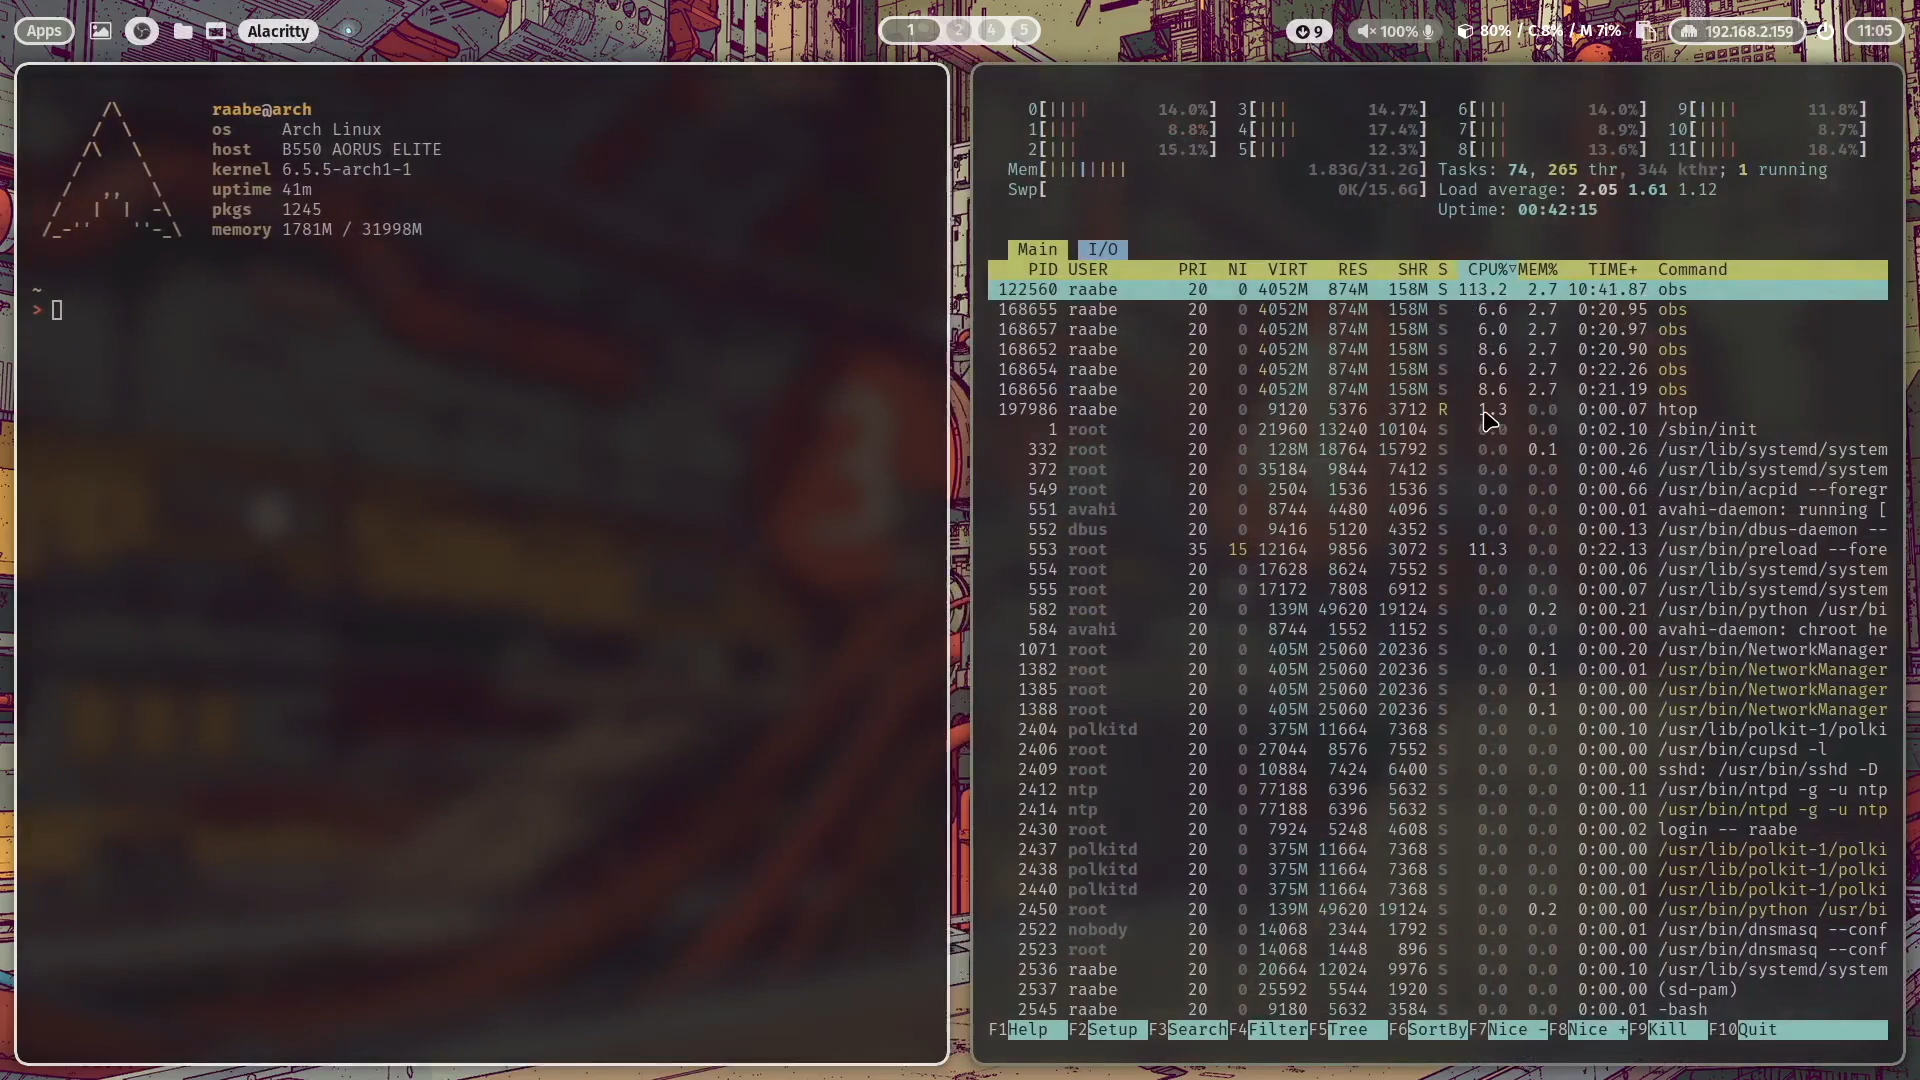 Apps Alacritty 1 2 4 5 9 100% 80% / C:8% / M 7i% 192.168.2.159 11:05
raabe@arch
os Arch Linux
host B550 AORUS ELITE
kernel 6.5.5-arch1-1
uptime 41m
pkgs 1245
memory 1781M / 31998M
~
>
0[|||| 14.0%] 3[||| 14.7%] 6[||| 14.0%] 9[|||| 11.8%]
1[||| 8.8%] 4[|||| 17.4%] 7[||| 8.9%] 10[||| 8.7%]
2[||| 15.1%] 5[||| 12.3%] 8[||| 13.6%] 11[|||| 18.4%]
Mem[|||||||| 1.83G/31.2G] Tasks: 74, 265 thr, 344 kthr; 1 running
Swp[ 0K/15.6G] Load average: 2.05 1.61 1.12
Uptime: 00:42:15
Main I/O
PID USER PRI NI VIRT RES SHR S CPU%▽MEM% TIME+ Command
122560 raabe 20 0 4052M 874M 158M S 113.2 2.7 10:41.87 obs
168655 raabe 20 0 4052M 874M 158M S 6.6 2.7 0:20.95 obs
168657 raabe 20 0 4052M 874M 158M S 6.0 2.7 0:20.97 obs
168652 raabe 20 0 4052M 874M 158M S 8.6 2.7 0:20.90 obs
168654 raabe 20 0 4052M 874M 158M S 6.6 2.7 0:22.26 obs
168656 raabe 20 0 4052M 874M 158M S 8.6 2.7 0:21.19 obs
197986 raabe 20 0 9120 5376 3712 R 1.3 0.0 0:00.07 htop
1 root 20 0 21960 13240 10104 S 0.0 0.0 0:02.10 /sbin/init
332 root 20 0 128M 18764 15792 S 0.0 0.1 0:00.26 /usr/lib/systemd/system
372 root 20 0 35184 9844 7412 S 0.0 0.0 0:00.46 /usr/lib/systemd/system
549 root 20 0 2504 1536 1536 S 0.0 0.0 0:00.66 /usr/bin/acpid --foregr
551 avahi 20 0 8744 4480 4096 S 0.0 0.0 0:00.01 avahi-daemon: running [
552 dbus 20 0 9416 5120 4352 S 0.0 0.0 0:00.13 /usr/bin/dbus-daemon --
553 root 35 15 12164 9856 3072 S 11.3 0.0 0:22.13 /usr/bin/preload --fore
554 root 20 0 17628 8624 7552 S 0.0 0.0 0:00.06 /usr/lib/systemd/system
555 root 20 0 17172 7808 6912 S 0.0 0.0 0:00.07 /usr/lib/systemd/system
582 root 20 0 139M 49620 19124 S 0.0 0.2 0:00.21 /usr/bin/python /usr/bi
584 avahi 20 0 8744 1552 1152 S 0.0 0.0 0:00.00 avahi-daemon: chroot he
1071 root 20 0 405M 25060 20236 S 0.0 0.1 0:00.20 /usr/bin/NetworkManager
1382 root 20 0 405M 25060 20236 S 0.0 0.1 0:00.01 /usr/bin/NetworkManager
1385 root 20 0 405M 25060 20236 S 0.0 0.1 0:00.00 /usr/bin/NetworkManager
1388 root 20 0 405M 25060 20236 S 0.0 0.1 0:00.00 /usr/bin/NetworkManager
2404 polkitd 20 0 375M 11664 7368 S 0.0 0.0 0:00.10 /usr/lib/polkit-1/polki
2406 root 20 0 27044 8576 7552 S 0.0 0.0 0:00.00 /usr/bin/cupsd -l
2409 root 20 0 10884 7424 6400 S 0.0 0.0 0:00.00 sshd: /usr/bin/sshd -D
2412 ntp 20 0 77188 6396 5632 S 0.0 0.0 0:00.11 /usr/bin/ntpd -g -u ntp
2414 ntp 20 0 77188 6396 5632 S 0.0 0.0 0:00.00 /usr/bin/ntpd -g -u ntp
2430 root 20 0 7924 5248 4608 S 0.0 0.0 0:00.02 login -- raabe
2437 polkitd 20 0 375M 11664 7368 S 0.0 0.0 0:00.00 /usr/lib/polkit-1/polki
2438 polkitd 20 0 375M 11664 7368 S 0.0 0.0 0:00.00 /usr/lib/polkit-1/polki
2440 polkitd 20 0 375M 11664 7368 S 0.0 0.0 0:00.01 /usr/lib/polkit-1/polki
2450 root 20 0 139M 49620 19124 S 0.0 0.2 0:00.00 /usr/bin/python /usr/bi
2522 nobody 20 0 14068 2344 1792 S 0.0 0.0 0:00.01 /usr/bin/dnsmasq --conf
2523 root 20 0 14068 1448 896 S 0.0 0.0 0:00.00 /usr/bin/dnsmasq --conf
2536 raabe 20 0 20664 12024 9976 S 0.0 0.0 0:00.10 /usr/lib/systemd/system
2537 raabe 20 0 25592 5544 1920 S 0.0 0.0 0:00.00 (sd-pam)
2545 raabe 20 0 9180 5632 3584 S 0.0 0.0 0:00.01 -bash
F1Help F2Setup F3SearchF4FilterF5Tree F6SortByF7Nice -F8Nice +F9Kill F10Quit